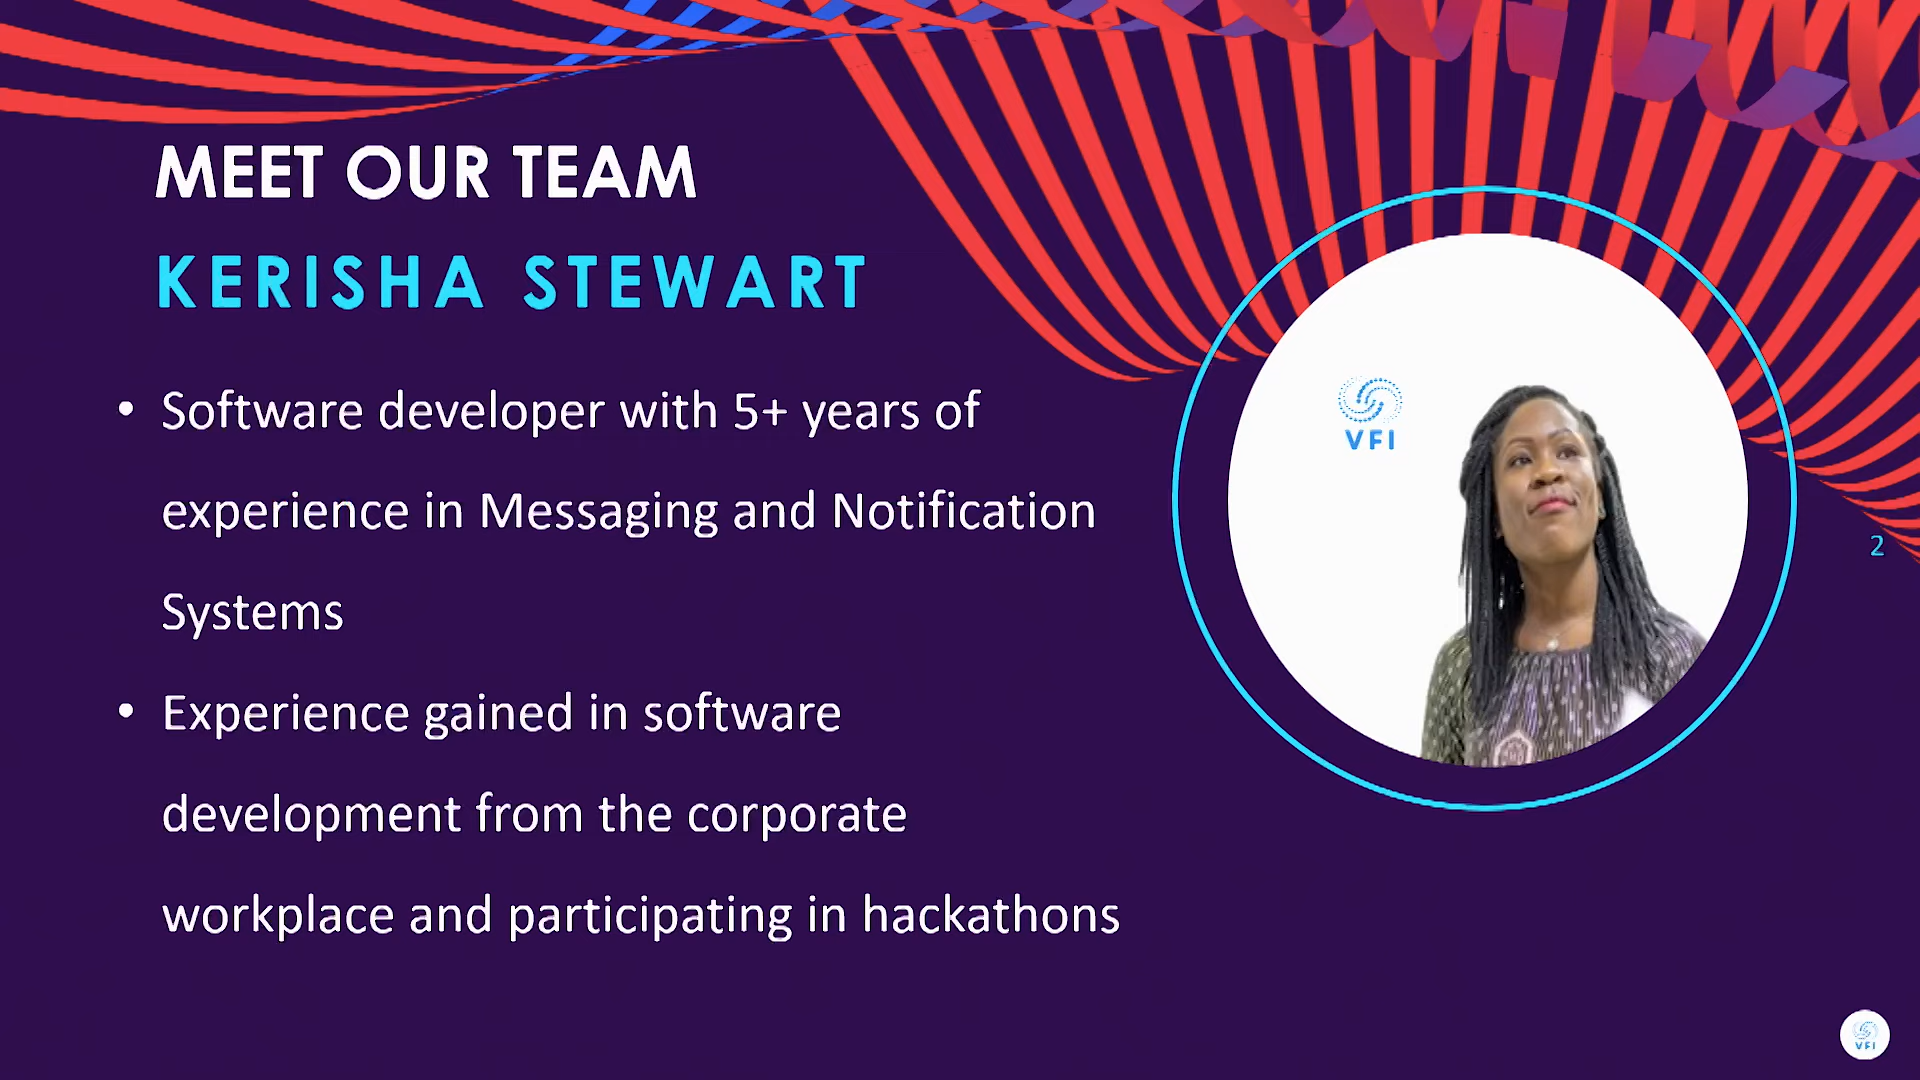 MEET OUR TEAM
KERISHA STEWART
• Software developer with 5+ years of
experience in Messaging and Notification
Systems
• Experience gained in software
development from the corporate
workplace and participating in hackathons
VFI
2
VFI